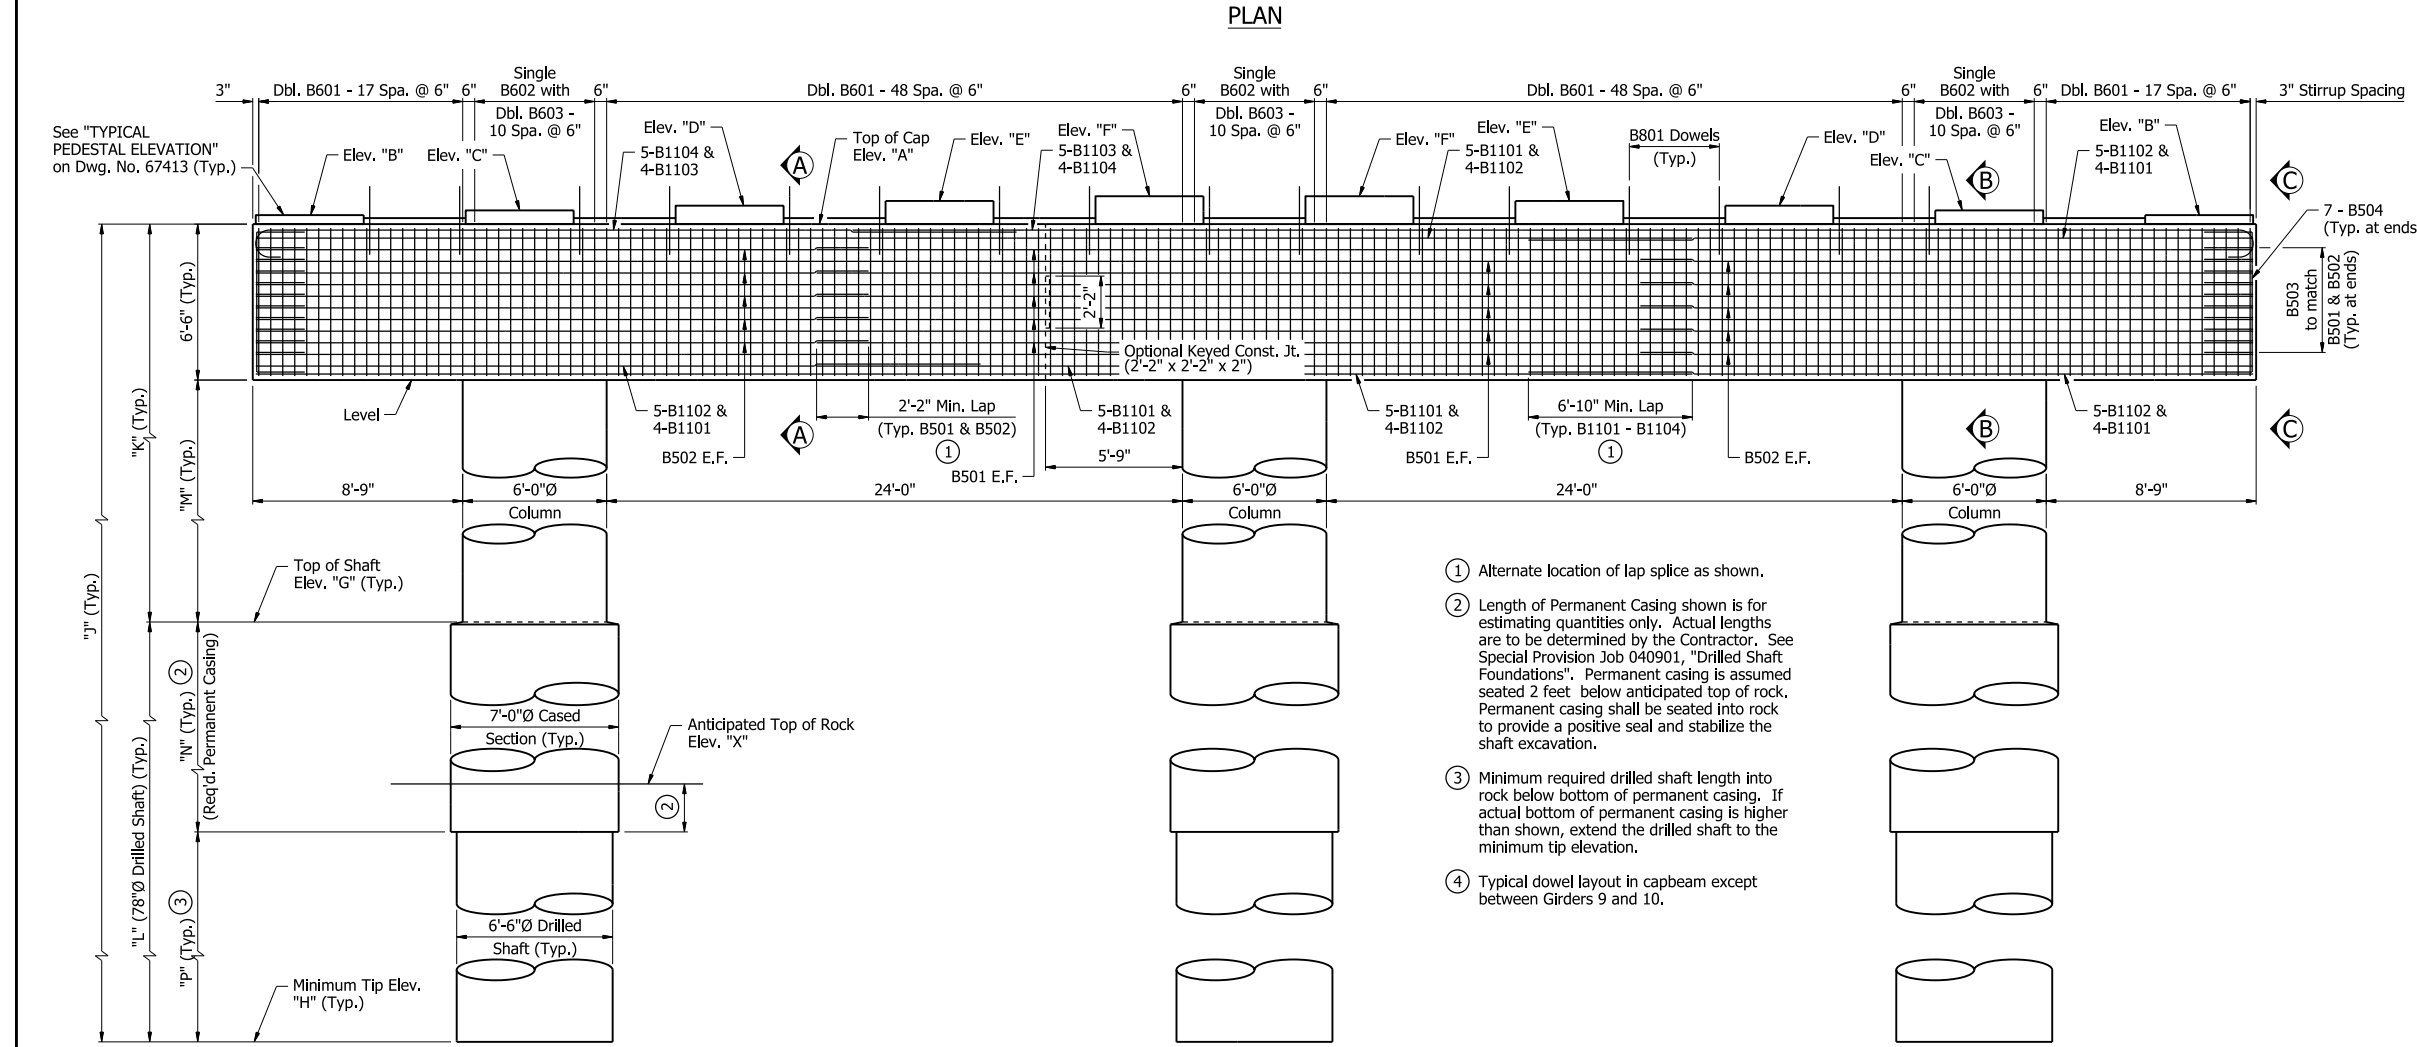 PLAN
3"
Dbl. B601 - 17 Spa. @ 6"
6"
Single
B602 with
Dbl. B603 -
10 Spa. @ 6"
6"
Dbl. B601 - 48 Spa. @ 6"
6"
Single
B602 with
Dbl. B603 -
10 Spa. @ 6"
6"
Dbl. B601 - 48 Spa. @ 6"
6"
Single
B602 with
Dbl. B603 -
10 Spa. @ 6"
6"
Dbl. B601 - 17 Spa. @ 6"
3" Stirrup Spacing
See "TYPICAL
PEDESTAL ELEVATION"
on Dwg. No. 67413 (Typ.)
Elev. "B"
Elev. "C"
Elev. "D"
5-B1104 &
4-B1103
A
Top of Cap
Elev. "A"
Elev. "E"
Elev. "F"
5-B1103 &
4-B1104
Elev. "F"
Elev. "E"
5-B1101 &
4-B1102
B801 Dowels
(Typ.)
Elev. "D"
Elev. "C"
B
Elev. "B"
5-B1102 &
4-B1101
C
7 - B504
(Typ. at ends
B503
to match
B501 & B502
(Typ. at ends)
6'-6" (Typ.)
2'-2"
Optional Keyed Const. Jt.
(2'-2" x 2'-2" x 2")
Level
5-B1102 &
4-B1101
B502 E.F.
A
2'-2" Min. Lap
(Typ. B501 & B502)
1
B501 E.F.
5-B1101 &
4-B1102
5'-9"
5-B1101 &
4-B1102
B501 E.F.
6'-10" Min. Lap
(Typ. B1101 - B1104)
1
B502 E.F.
B
5-B1102 &
4-B1101
C
8'-9"
6'-0"Ø
Column
24'-0"
6'-0"Ø
Column
24'-0"
6'-0"Ø
Column
8'-9"
"K" (Typ.)
"M" (Typ.)
"J" (Typ.)
Top of Shaft
Elev. "G" (Typ.)
"L" (78"Ø Drilled Shaft) (Typ.)
"N" (Typ.) 2
(Req'd. Permanent Casing)
7'-0"Ø Cased
Section (Typ.)
Anticipated Top of Rock
Elev. "X"
2
"P" (Typ.) 3
6'-6"Ø Drilled
Shaft (Typ.)
Minimum Tip Elev.
"H" (Typ.)
1 Alternate location of lap splice as shown.
2 Length of Permanent Casing shown is for
estimating quantities only. Actual lengths
are to be determined by the Contractor. See
Special Provision Job 040901, "Drilled Shaft
Foundations". Permanent casing is assumed
seated 2 feet below anticipated top of rock.
Permanent casing shall be seated into rock
to provide a positive seal and stabilize the
shaft excavation.
3 Minimum required drilled shaft length into
rock below bottom of permanent casing. If
actual bottom of permanent casing is higher
than shown, extend the drilled shaft to the
minimum tip elevation.
4 Typical dowel layout in capbeam except
between Girders 9 and 10.